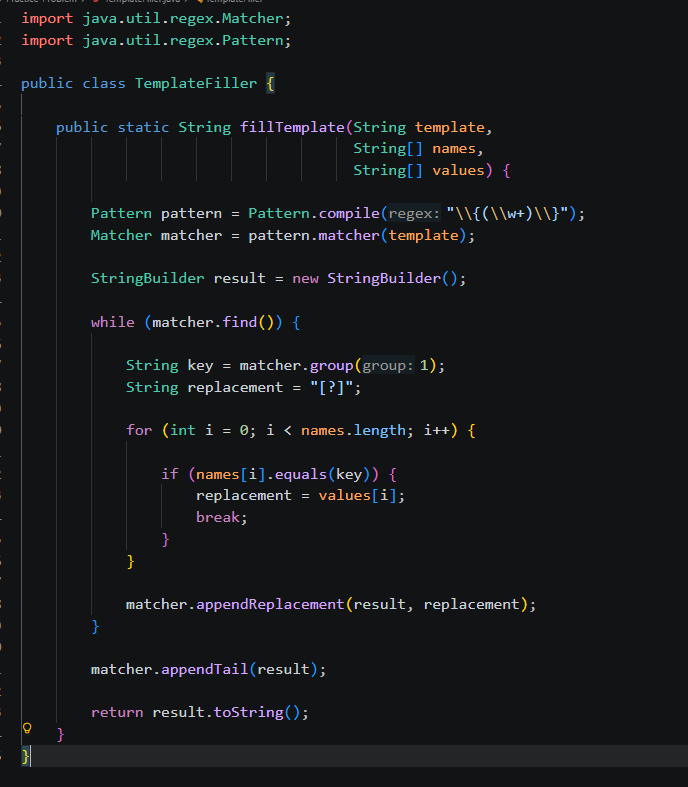 import java.util.regex.Matcher;
import java.util.regex.Pattern;
public class TemplateFiller {
public static String fillTemplate(String template,
String[] names,
String[] values) {
Pattern pattern = Pattern.compile(regex: "\\{(\\w+)\\}");
Matcher matcher = pattern.matcher(template);
StringBuilder result = new StringBuilder();
while (matcher.find()) {
String key = matcher.group(group: 1);
String replacement = "[?]";
for (int i = 0; i < names.length; i++) {
if (names[i].equals(key)) {
replacement = values[i];
break;
}
}
matcher.appendReplacement(result, replacement);
}
matcher.appendTail(result);
return result.toString();
}
}